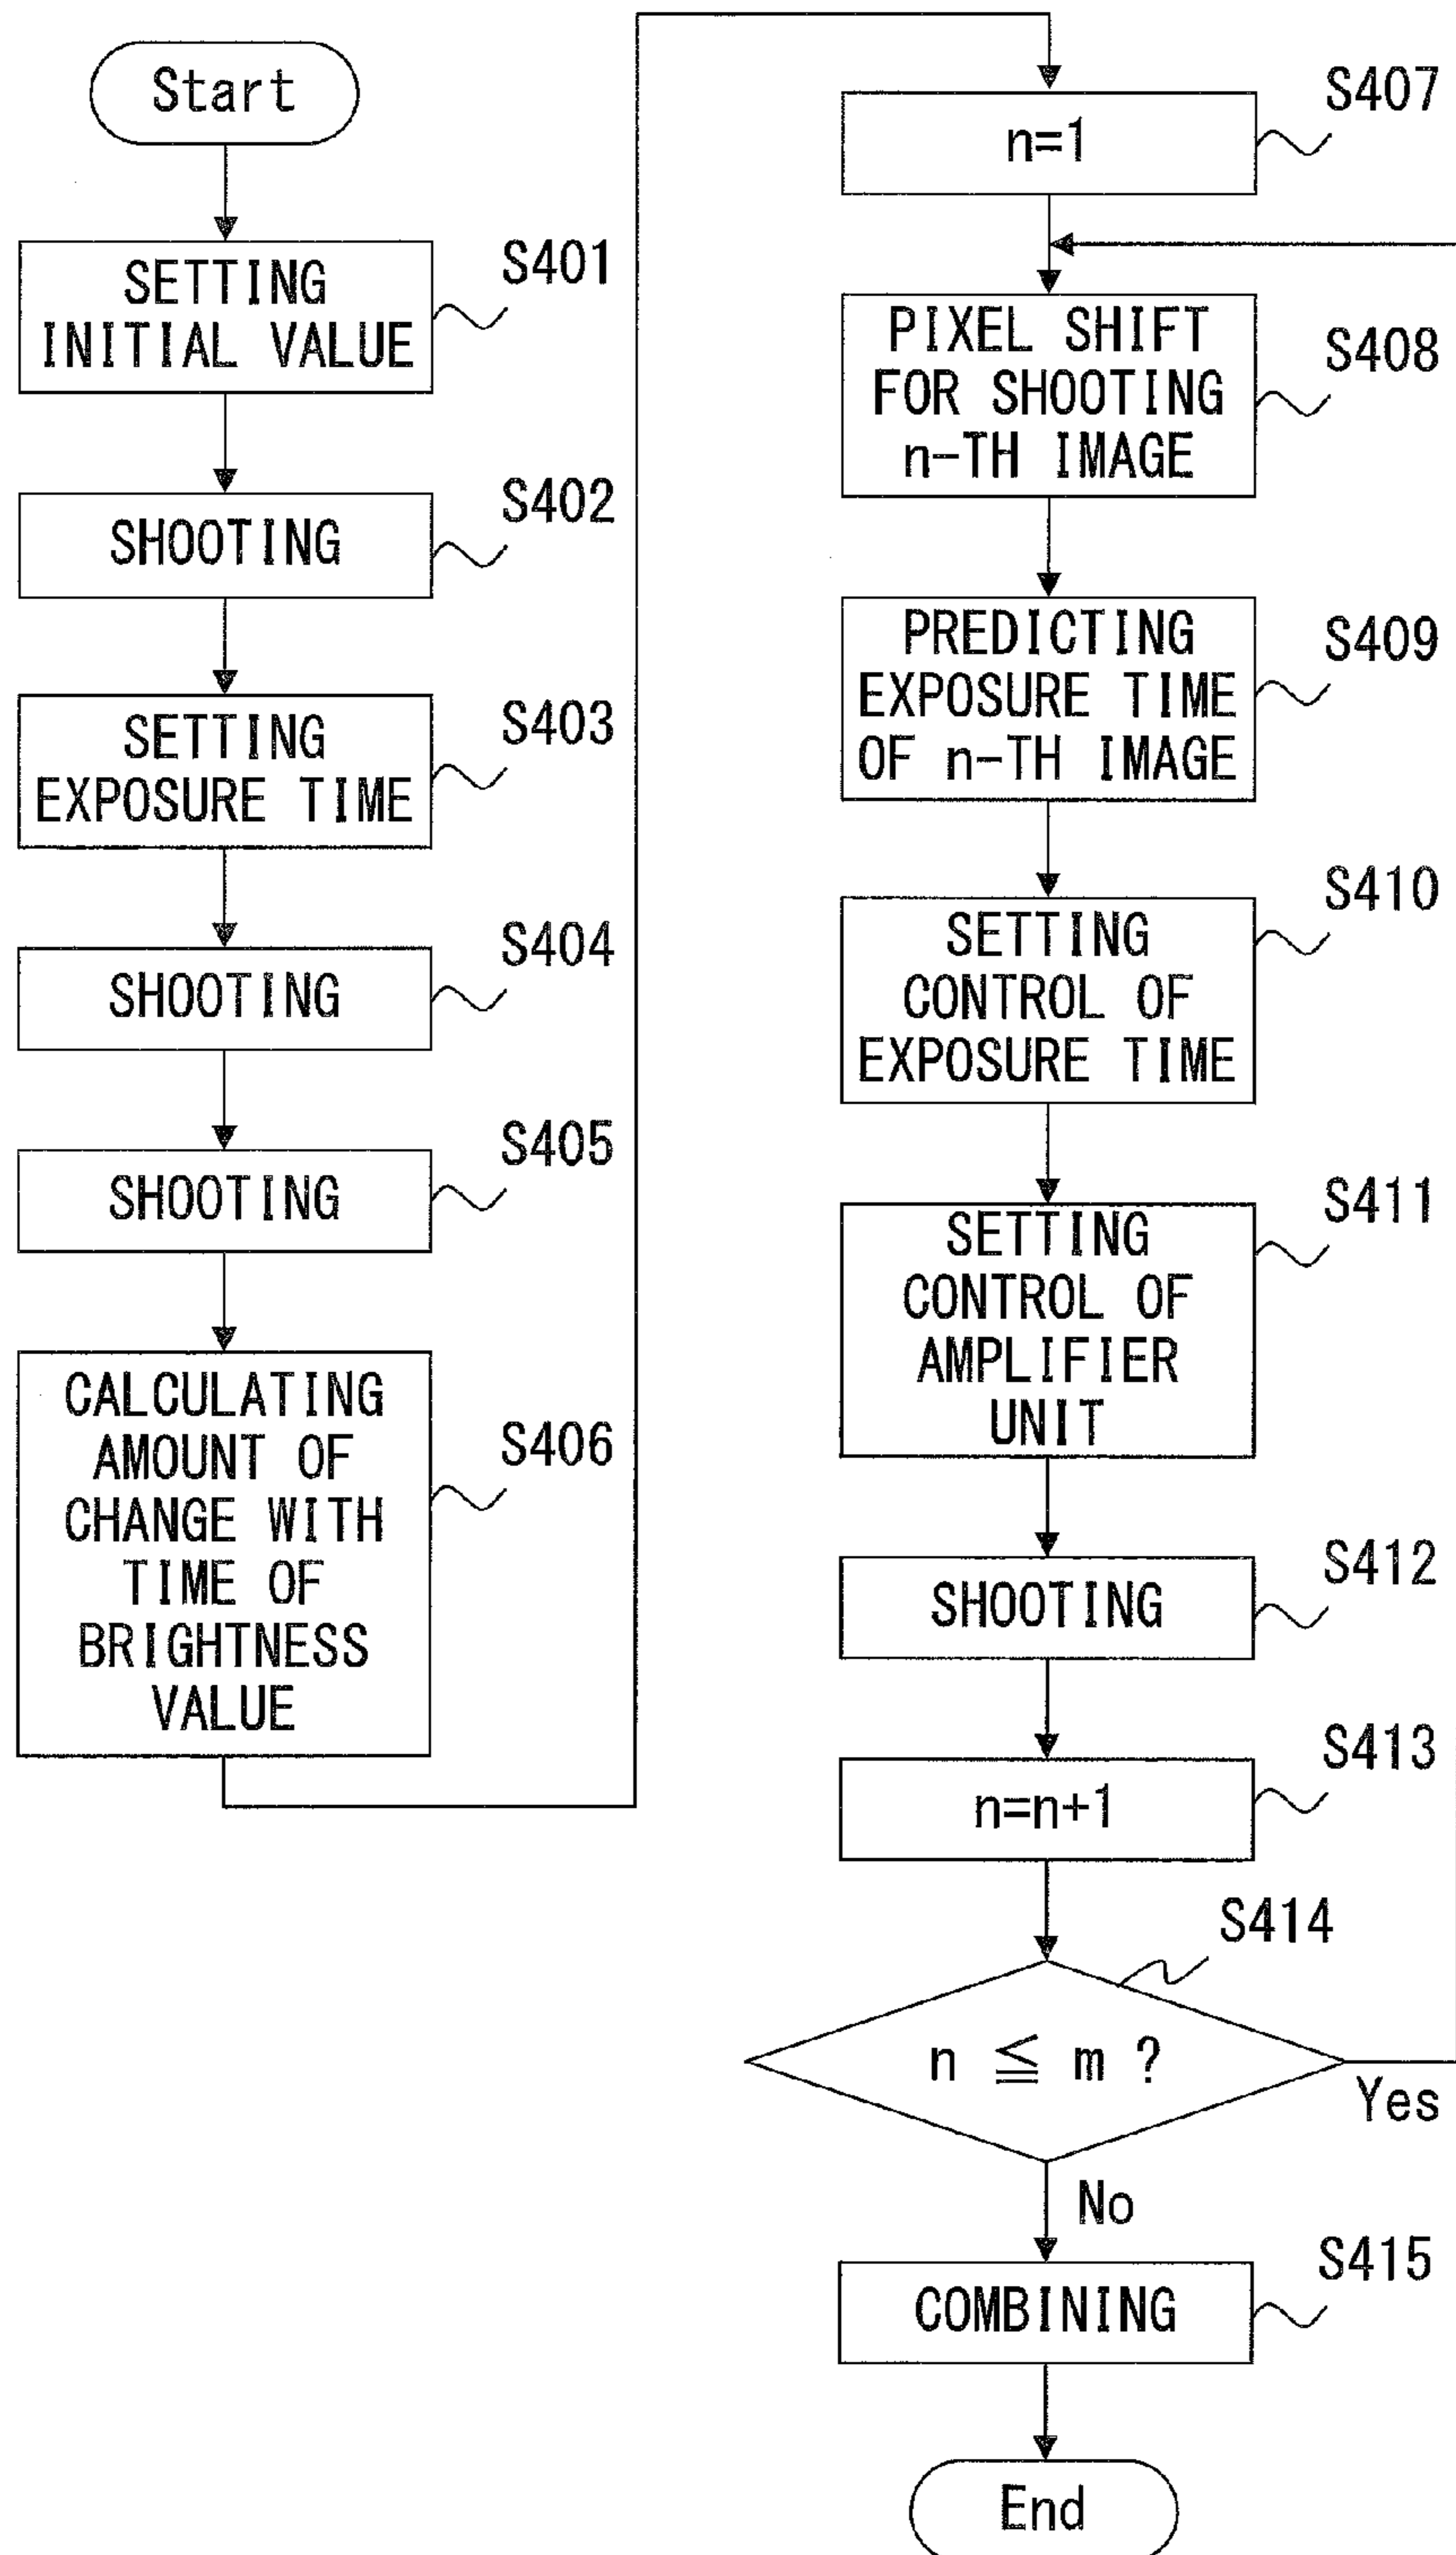 Start
SETTING
INITIAL VALUE
S401
SHOOTING
S402
SETTING
EXPOSURE TIME
S403
SHOOTING
S404
SHOOTING
S405
CALCULATING
AMOUNT OF
CHANGE WITH
TIME OF
BRIGHTNESS
VALUE
S406
n=1
S407
PIXEL SHIFT
FOR SHOOTING
n-TH IMAGE
S408
PREDICTING
EXPOSURE TIME
OF n-TH IMAGE
S409
SETTING
CONTROL OF
EXPOSURE TIME
S410
SETTING
CONTROL OF
AMPLIFIER
UNIT
S411
SHOOTING
S412
n=n+1
S413
S414
n ≦ m ?
Yes
No
COMBINING
S415
End